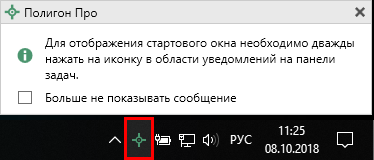 Полигон Про
Для отображения стартового окна необходимо дважды
нажать на иконку в области уведомлений на панели
задач.
Больше не показывать сообщение
РУС
11:25
08.10.2018